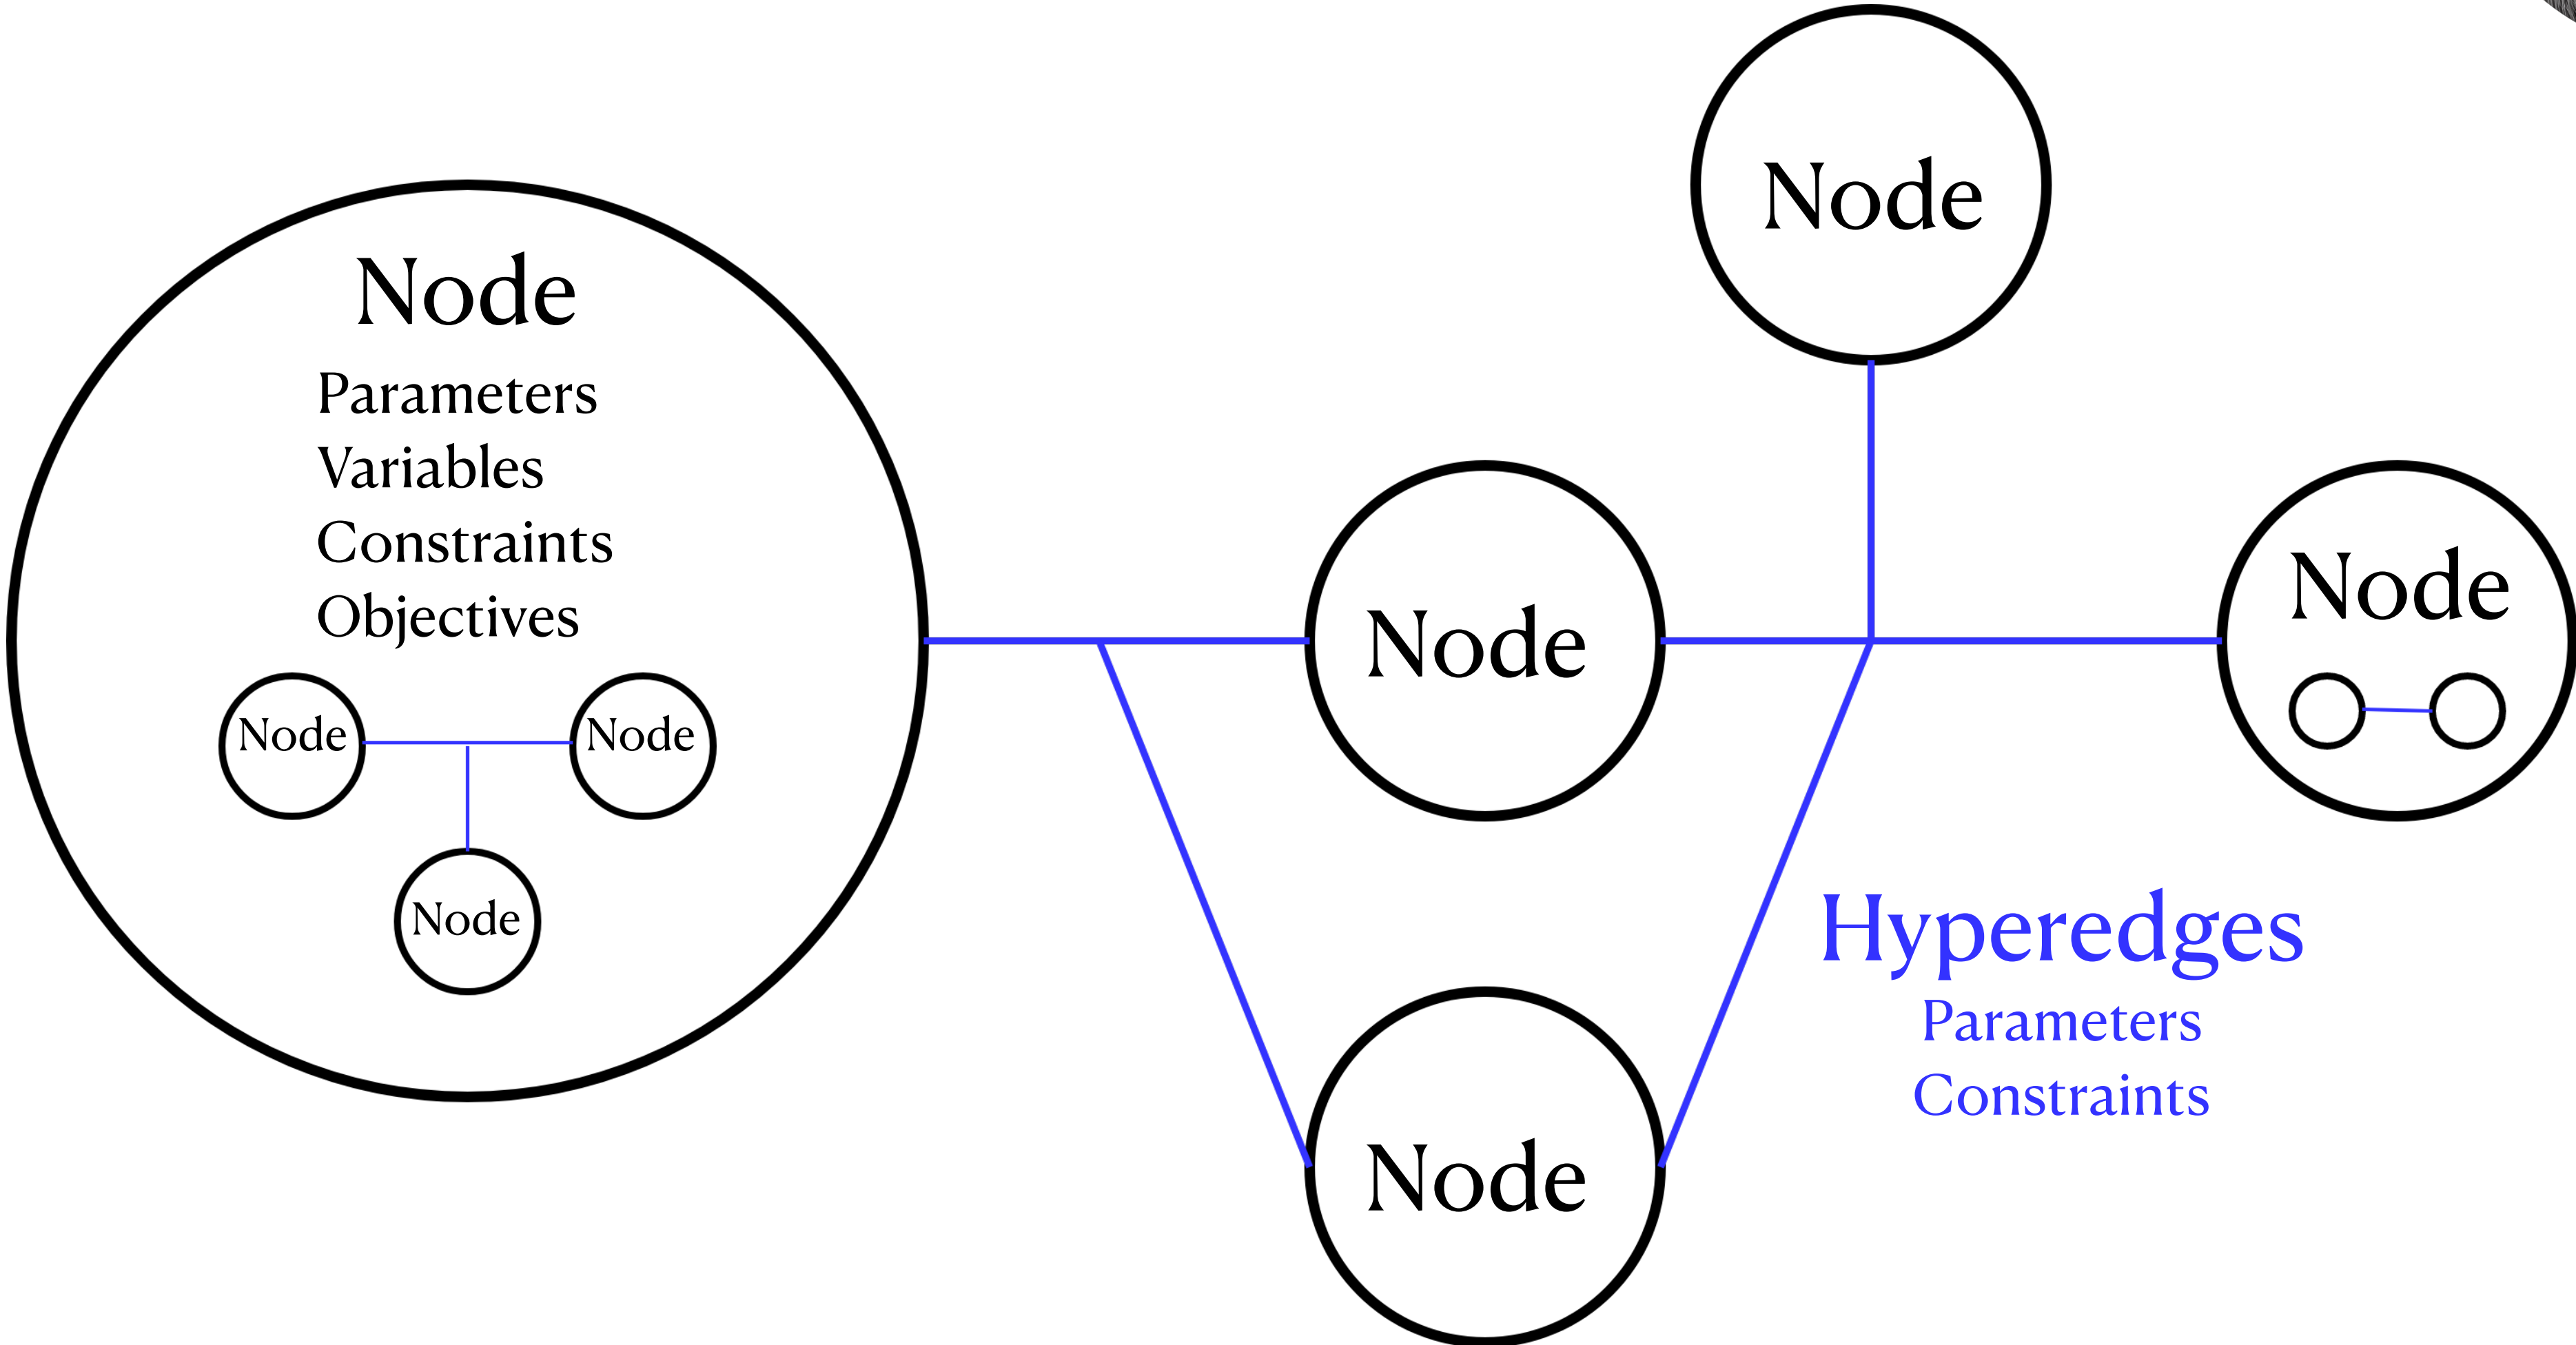 Node
Parameters
Variables
Constraints
Objectives
Node
Node
Node
Node
Node
Node
Node
Hyperedges
Parameters
Constraints